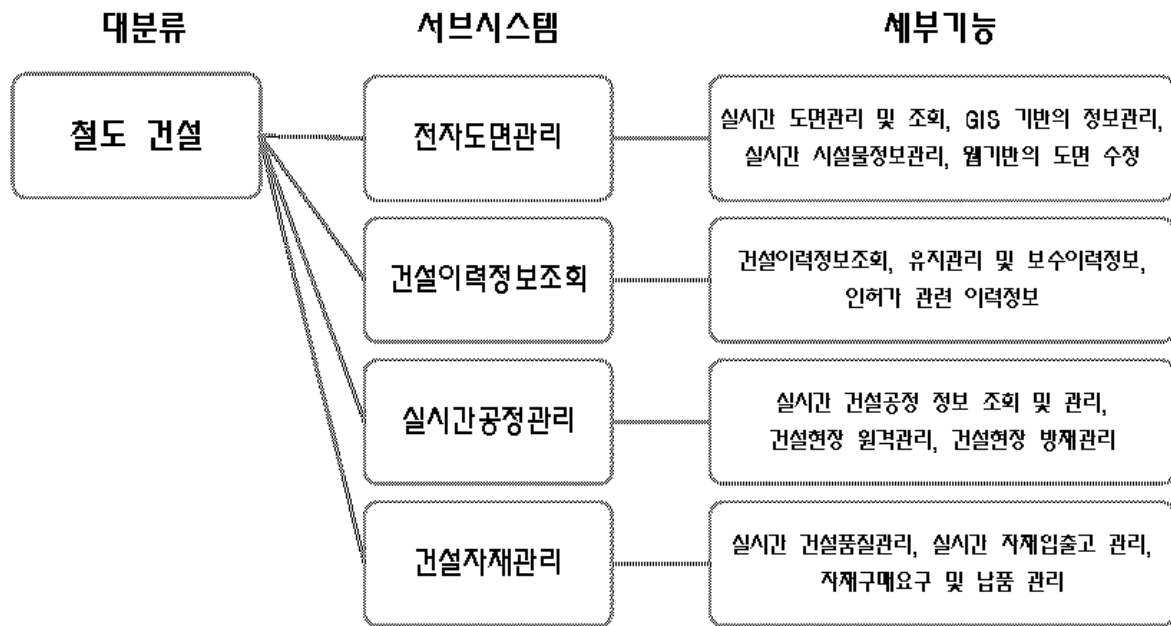 대분류
서브시스템
세부기능
철도 건설
전자도면관리
실시간 도면관리 및 조회, GIS 기반의 정보관리,
실시간 시설물정보관리, 웹기반의 도면 수정
건설이력정보조회
건설이력정보조회, 유지관리 및 보수이력정보,
인허가 관련 이력정보
실시간공정관리
실시간 건설공정 정보 조회 및 관리,
건설현장 원격관리, 건설현장 방재관리
건설자재관리
실시간 건설품질관리, 실시간 자재입출고 관리,
자재구매요구 및 납품 관리